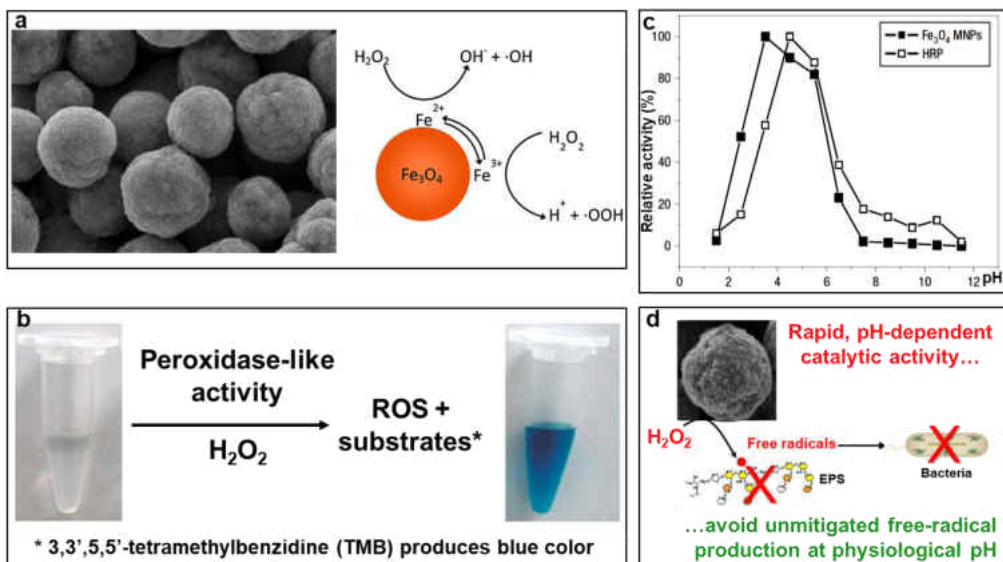 a
H₂O₂
OH⁻ + ·OH
Fe²⁺
Fe₃O₄
Fe³⁺
H₂O₂
H⁺ + ·OOH
b
Peroxidase-like
activity
H₂O₂
ROS +
substrates*
* 3,3',5,5'-tetramethylbenzidine (TMB) produces blue color
c
Fe₃O₄ MNPs
HRP
Relative activity (%)
100
80
60
40
20
0
0 2 4 6 8 10 12
pH
d
Rapid, pH-dependent
catalytic activity...
H₂O₂
Free radicals
EPS
Bacteria
...avoid unmitigated free-radical
production at physiological pH